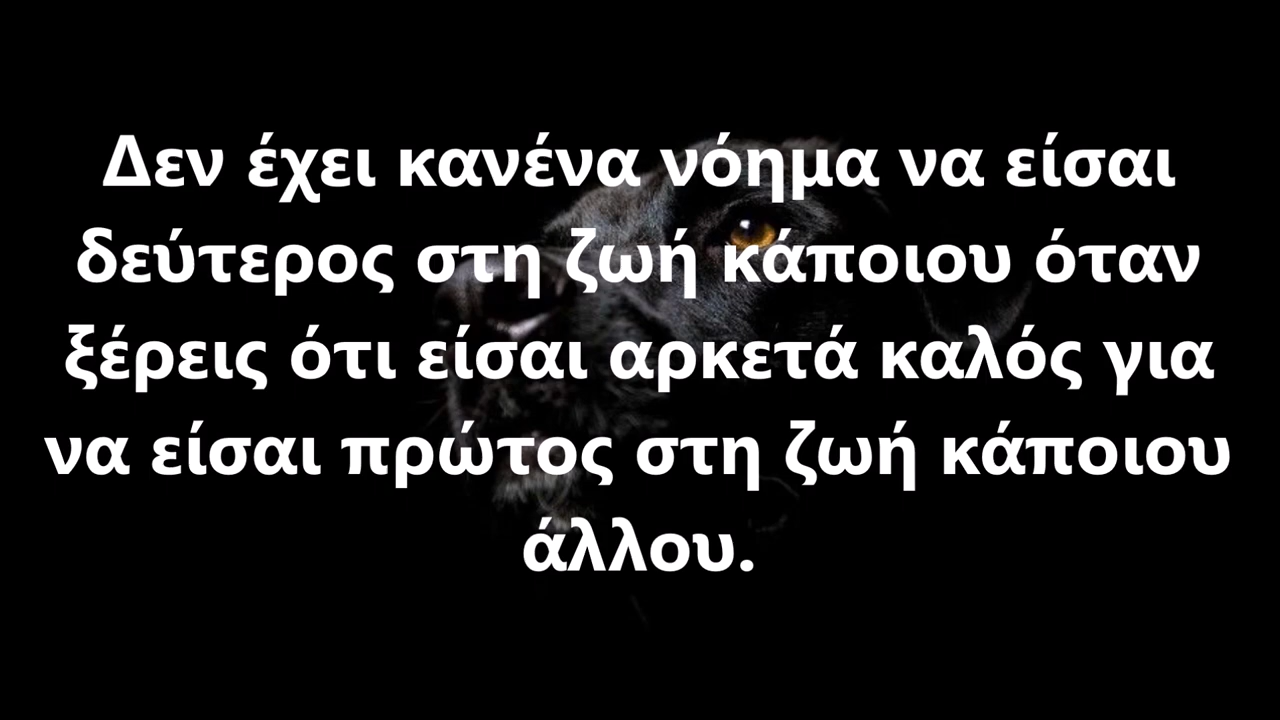 Δεν έχει κανένα νόημα να είσαι
δεύτερος στη ζωή κάποιου όταν
ξέρεις ότι είσαι αρκετά καλός για
να είσαι πρώτος στη ζωή κάποιου
άλλου.